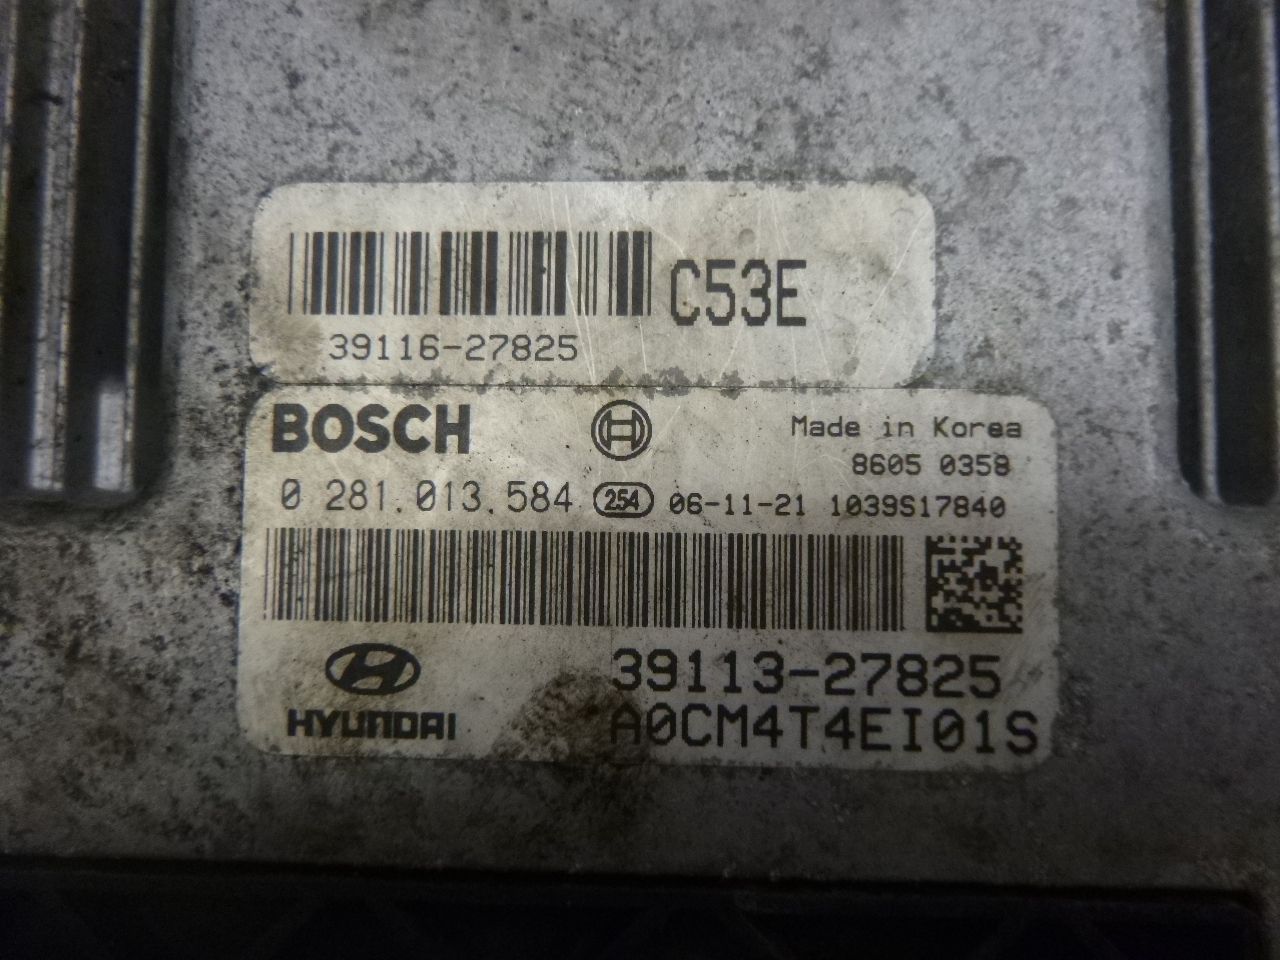 C53E
39116-27825
BOSCH
Made in Korea
8605 0358
0 281.013.584 254 06-11-21 1039S17840
HYUNDAI
39113-27825
A0CM4T4EI01S